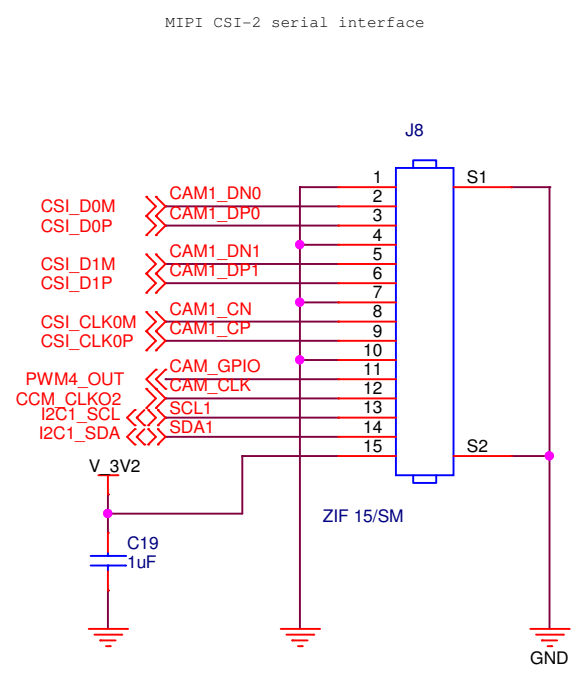 MIPI CSI-2 serial interface
J8
1 S1
CSI_D0M CAM1_DN0 2
CSI_D0P CAM1_DP0 3
4
CSI_D1M CAM1_DN1 5
CSI_D1P CAM1_DP1 6
7
CSI_CLK0M CAM1_CN 8
CSI_CLK0P CAM1_CP 9
10
PWM4_OUT CAM_GPIO 11
CCM_CLKO2 CAM_CLK 12
I2C1_SCL SCL1 13
I2C1_SDA SDA1 14
15 S2
V_3V2
ZIF 15/SM
C19
1uF
GND